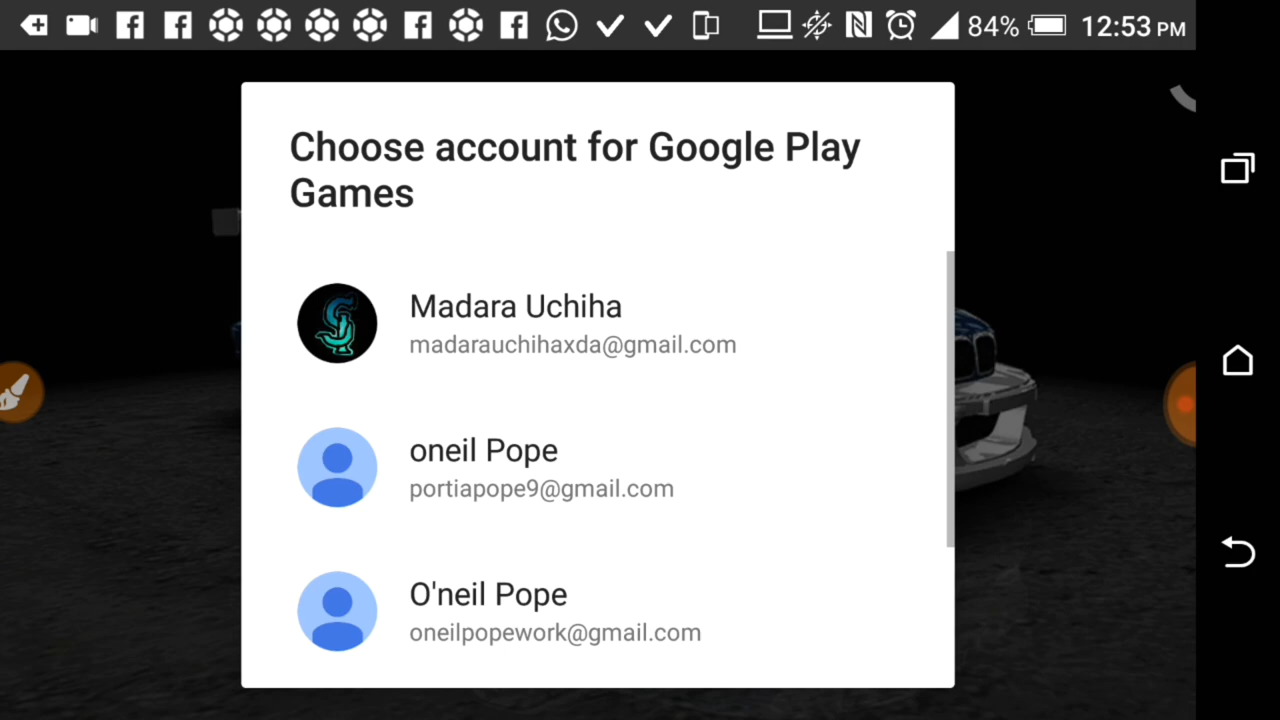 84% 12:53 PM
Choose account for Google Play
Games
Madara Uchiha
madarauchihaxda@gmail.com
oneil Pope
portiapope9@gmail.com
O'neil Pope
oneilpopework@gmail.com